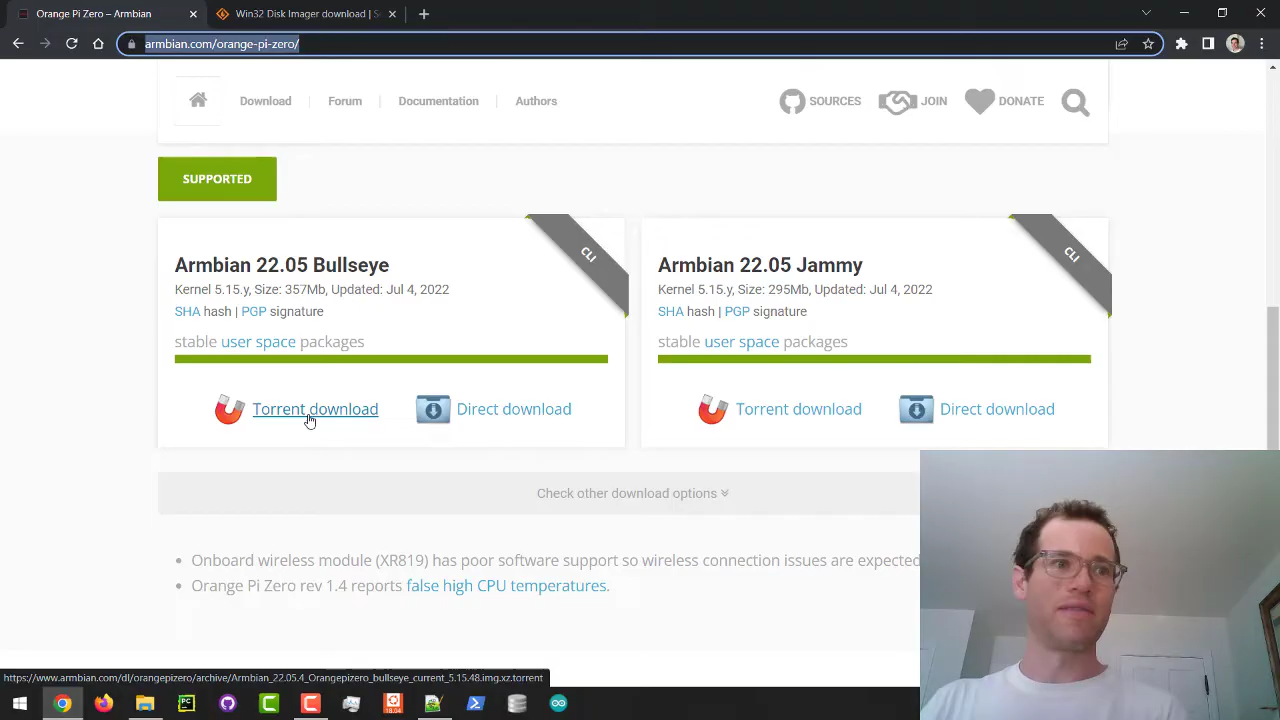 Orange Pi Zero – Armbian
Win32 Disk Imager download | S
armbian.com/orange-pi-zero/
Download
Forum
Documentation
Authors
SOURCES
JOIN
DONATE
SUPPORTED
CLI
Armbian 22.05 Bullseye
Kernel 5.15.y, Size: 357Mb, Updated: Jul 4, 2022
SHA hash | PGP signature
stable user space packages
Torrent download
Direct download
CLI
Armbian 22.05 Jammy
Kernel 5.15.y, Size: 295Mb, Updated: Jul 4, 2022
SHA hash | PGP signature
stable user space packages
Torrent download
Direct download
Check other download options
Onboard wireless module (XR819) has poor software support so wireless connection issues are expected
Orange Pi Zero rev 1.4 reports false high CPU temperatures.
https://www.armbian.com/dl/orangepizero/archive/Armbian_22.05.4_Orangepizero_bullseye_current_5.15.48.img.xz.torrent
PC
C
C
18.04